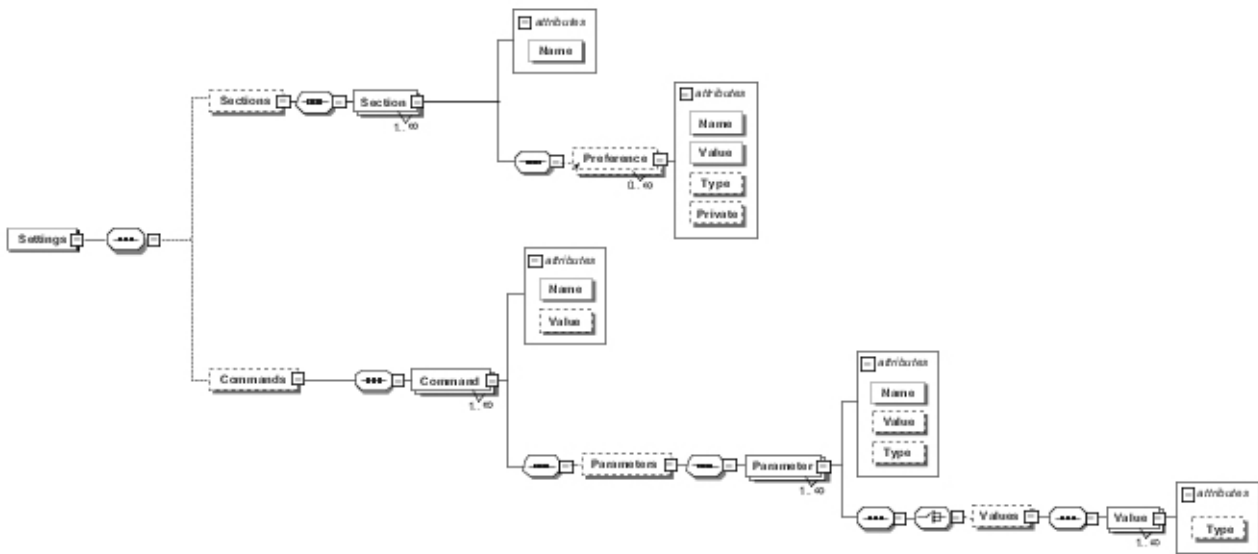 attributes
Name
Sections
Section
1..∞
attributes
Name
Value
Type
Private
Preference
0..∞
Settings
attributes
Name
Value
Commands
Command
1..∞
attributes
Name
Value
Type
Parameters
Parameter
1..∞
attributes
Type
Values
Value
1..∞